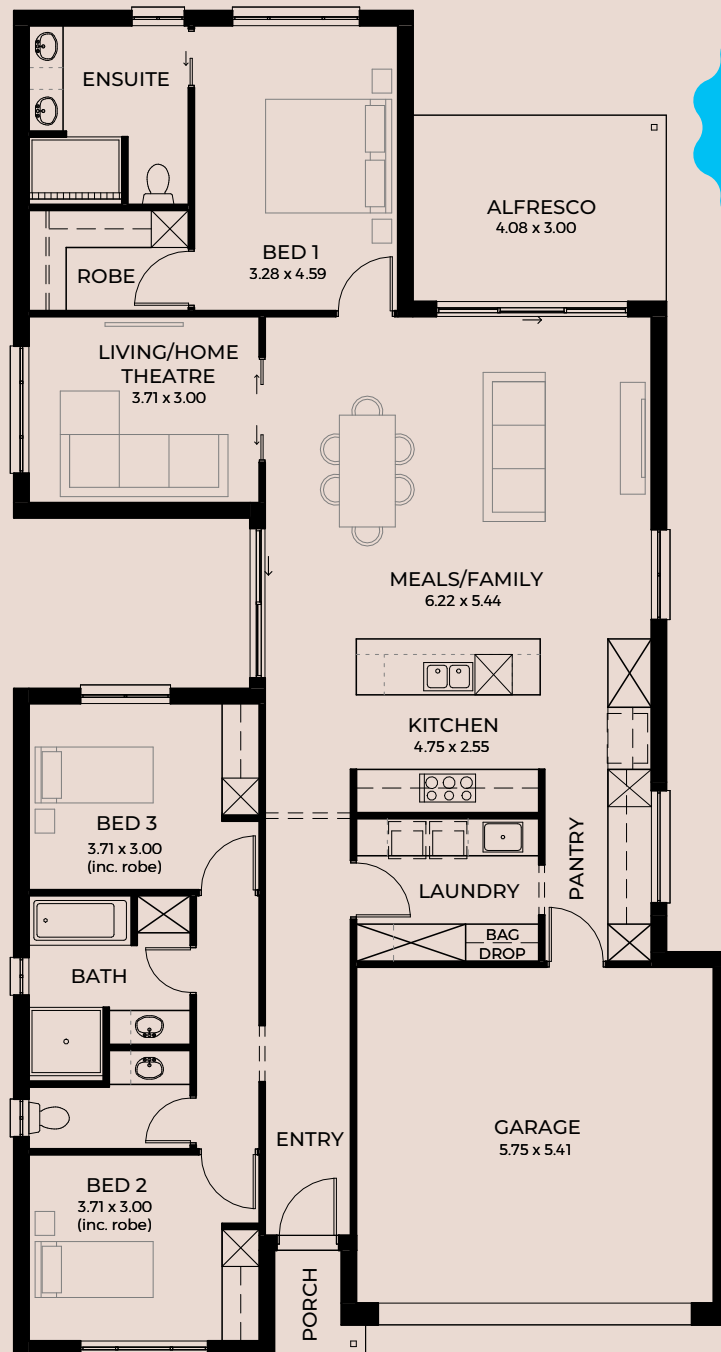 ENSUITE
BED 1
3.28 x 4.59
ALFRESCO
4.08 x 3.00
ROBE
LIVING/HOME
THEATRE
3.71 x 3.00
MEALS/FAMILY
6.22 x 5.44
KITCHEN
4.75 x 2.55
BED 3
3.71 x 3.00
(inc. robe)
PANTRY
LAUNDRY
BAG
DROP
BATH
ENTRY
GARAGE
5.75 x 5.41
BED 2
3.71 x 3.00
(inc. robe)
PORCH